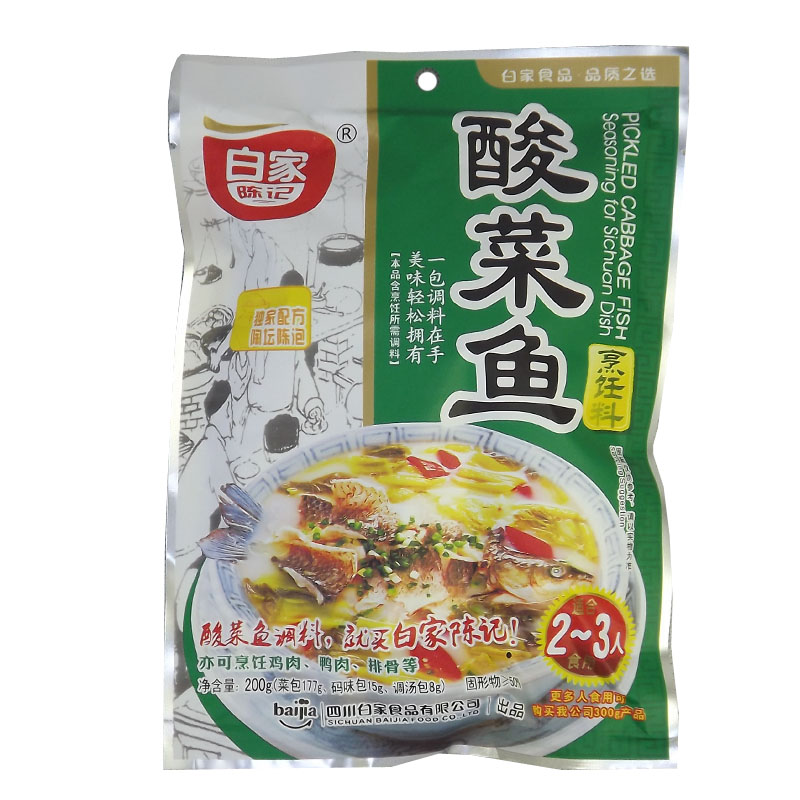 白家食品·品质之选
白家
陈记
®
酸菜鱼
PICKLED CABBAGE FISH
Seasoning for Sichuan Dish
烹饪料
一包调料在手
美味轻松拥有
【本品含烹饪所需调料】
独家配方
陶坛陈泡
酸菜鱼调料，就买白家陈记！
亦可烹饪鸡肉、鸭肉、排骨等
净含量：200g(菜包177g、码味包15g、调汤包8g)
固形物≥50%
适合
2~3人
食用
更多人食用可
购买我公司300g产品
baijia
四川白家食品有限公司
SICHUAN BAIJIA FOOD CO.,LTD
出品